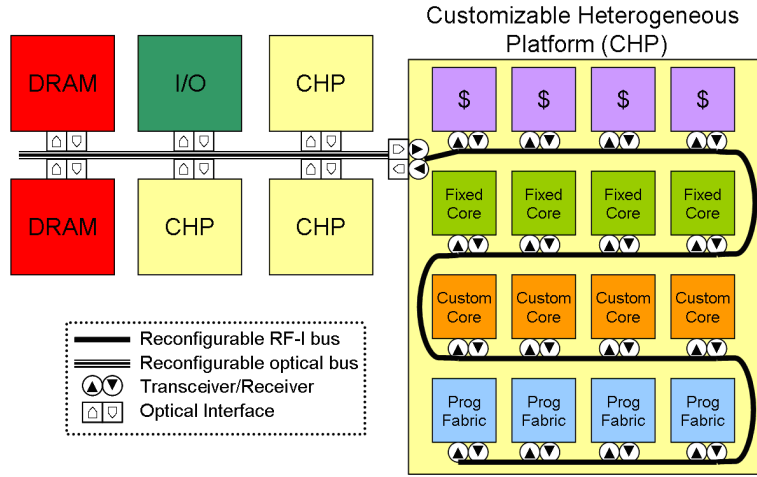 Customizable Heterogeneous
Platform (CHP)
DRAM
I/O
CHP
$ $ $ $
DRAM
CHP
CHP
Fixed Core
Fixed Core
Fixed Core
Fixed Core
Custom Core
Custom Core
Custom Core
Custom Core
Prog Fabric
Prog Fabric
Prog Fabric
Prog Fabric
Reconfigurable RF-I bus
Reconfigurable optical bus
Transceiver/Receiver
Optical Interface